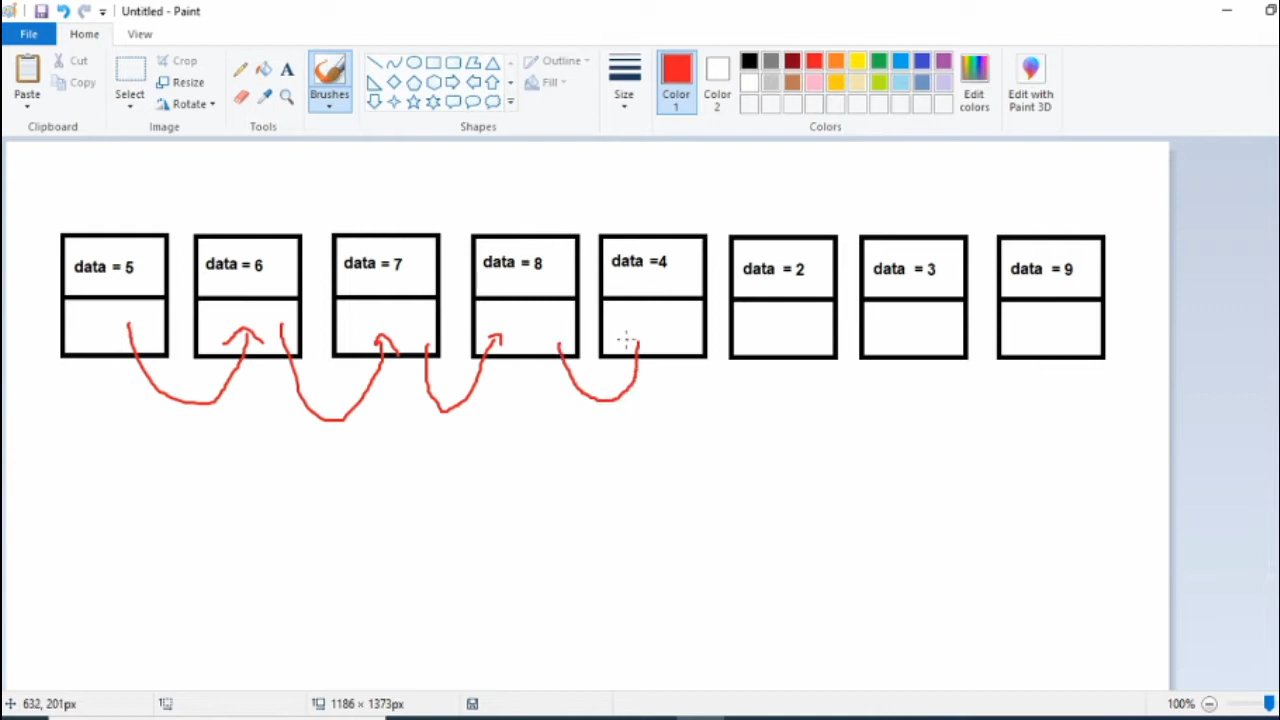 Untitled - Paint
File Home View
Cut
Crop
Outline
Copy
Resize
Fill
Paste
Select
Rotate
Brushes
Size
Color 1
Color 2
Edit colors
Edit with Paint 3D
Clipboard
Image
Tools
Shapes
Colors
data = 5
data = 6
data = 7
data = 8
data =4
data = 2
data = 3
data = 9
632, 201px
1186 × 1373px
100%